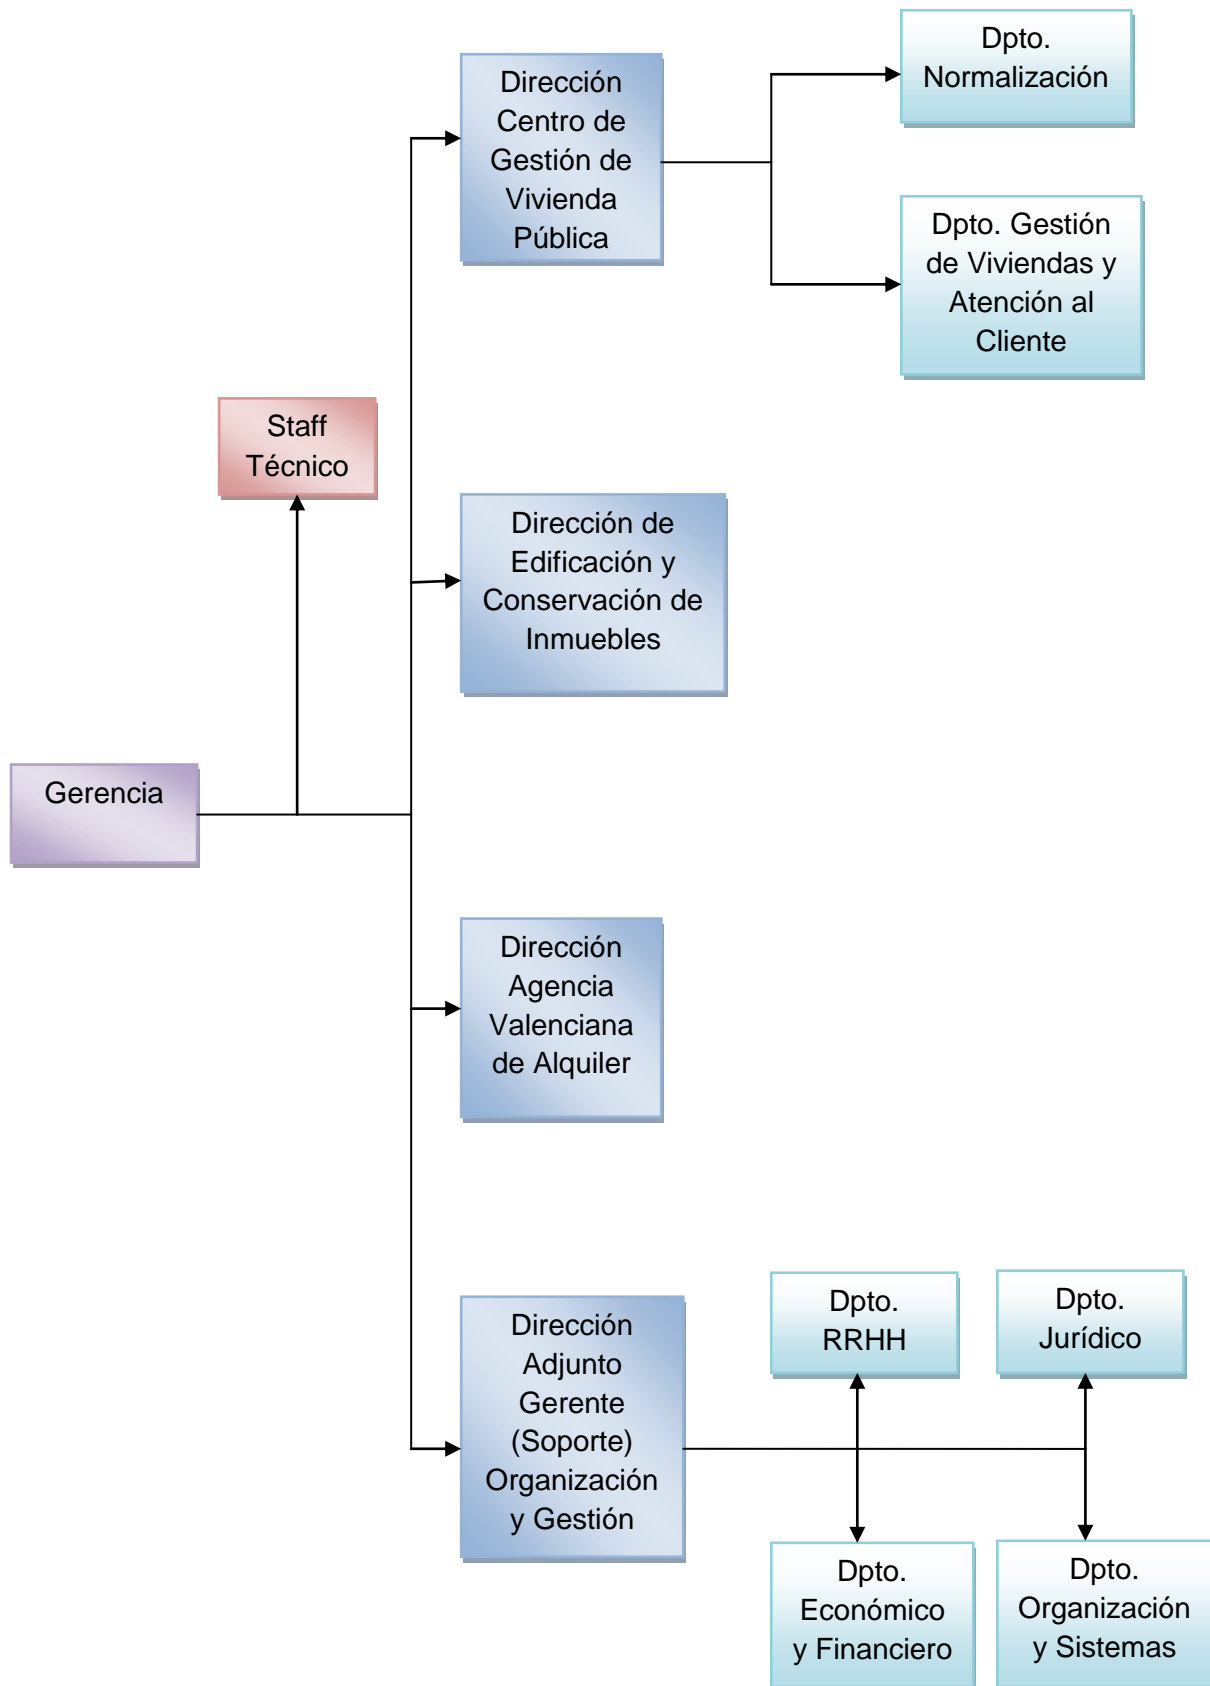 Dpto.
Normalización
Dirección
Centro de
Gestión de
Vivienda
Pública
Dpto. Gestión
de Viviendas y
Atención al
Cliente
Staff
Técnico
Dirección de
Edificación y
Conservación de
Inmuebles
Gerencia
Dirección
Agencia
Valenciana
de Alquiler
Dirección
Adjunto
Gerente
(Soporte)
Organización
y Gestión
Dpto.
RRHH
Dpto.
Jurídico
Dpto.
Económico
y Financiero
Dpto.
Organización
y Sistemas